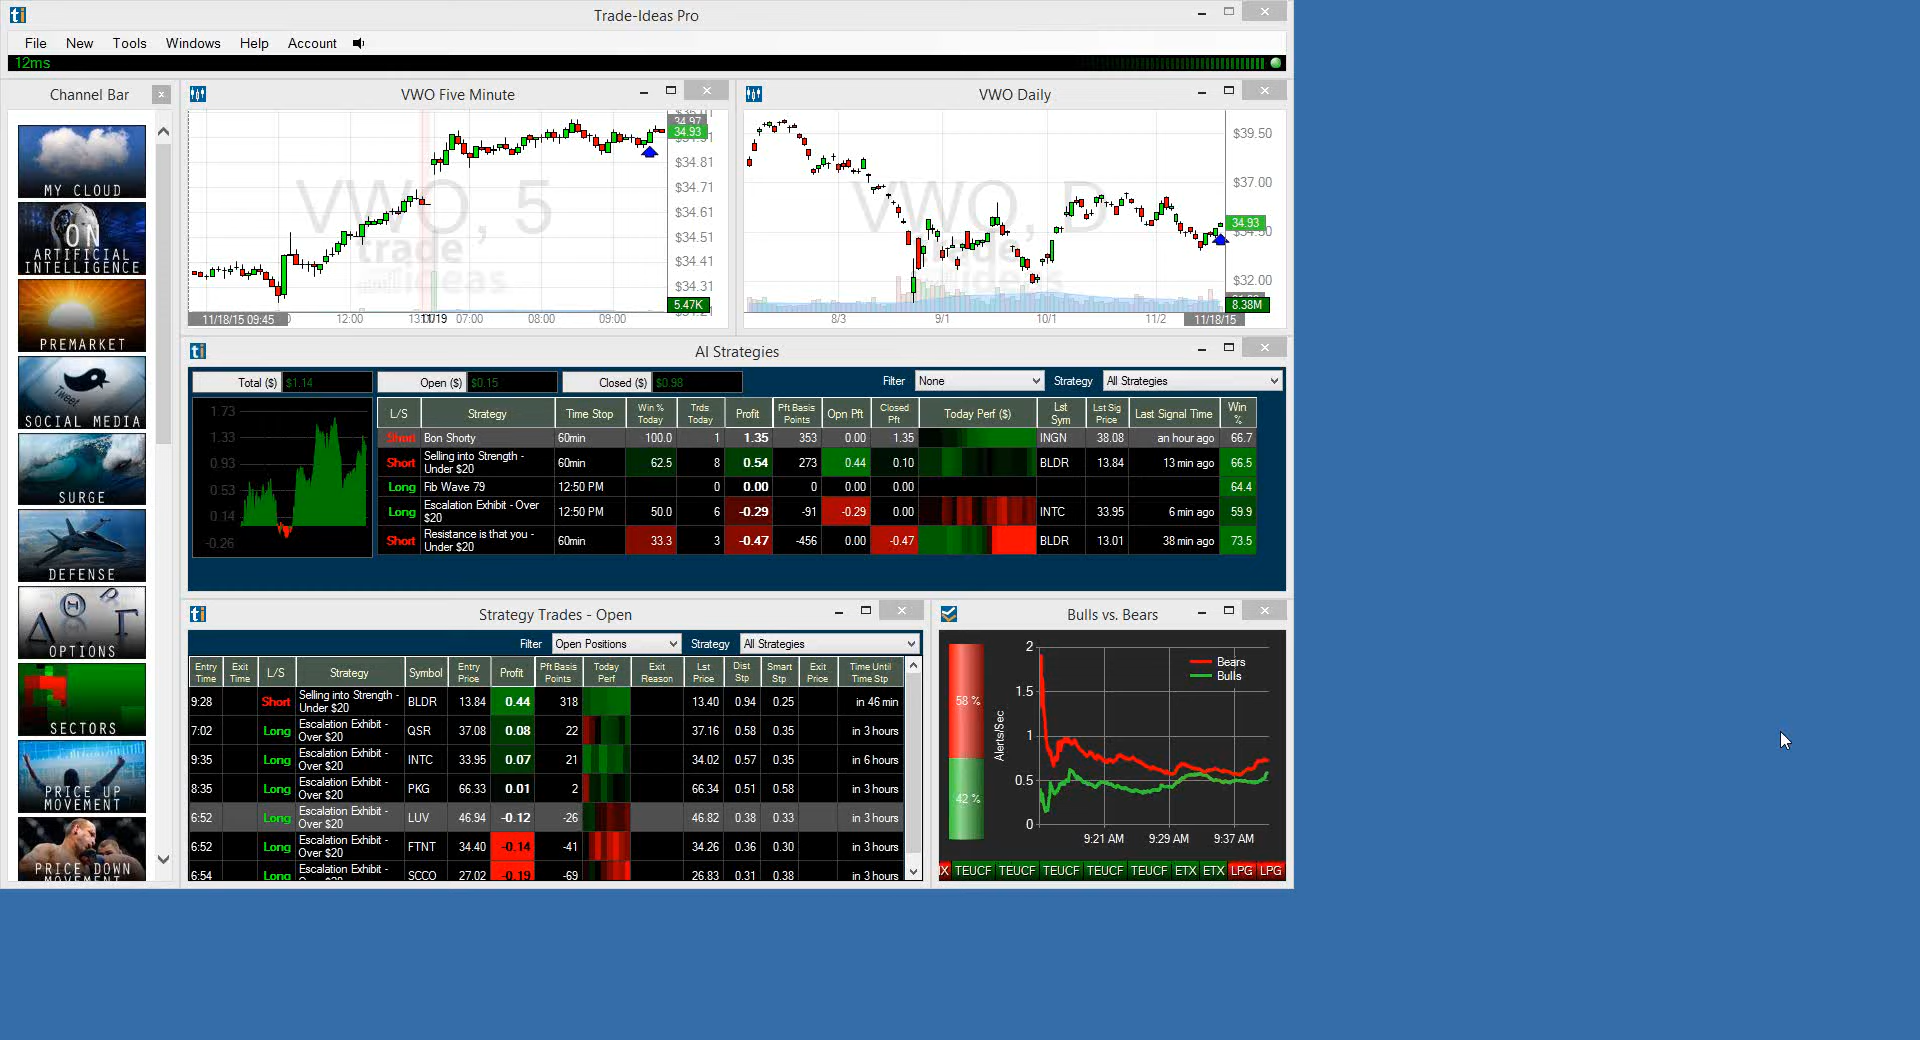 Trade-Ideas Pro
File New Tools Windows Help Account
12ms
Channel Bar
MY CLOUD
ON
ARTIFICIAL
INTELLIGENCE
PREMARKET
Tweet
SOCIAL MEDIA
SURGE
DEFENSE
OPTIONS
SECTORS
PRICE UP
MOVEMENT
PRICE DOWN
MOVEMENT
VWO Five Minute
VWO, 5
trade
ideas
34.97
34.93
$34.81
$34.71
$34.61
$34.51
$34.41
$34.31
5.47K
11/18/15 09:45 12:00 11/19 07:00 08:00 09:00
VWO Daily
VWO, D
trade
ideas
$39.50
$37.00
34.93
$34.50
$32.00
8.38M
8/3 9/1 10/1 11/2 11/18/15
AI Strategies
Total ($) $1.14 Open ($) $0.15 Closed ($) $0.98 Filter None Strategy All Strategies
1.73
1.33
0.93
0.53
0.14
-0.26
L/S Strategy Time Stop Win % Today Trds Today Profit Pft Basis Points Opn Pft Closed Pft Today Perf ($) Lst Sym Lst Sig Price Last Signal Time Win %
Short Bon Shorty 60min 100.0 1 1.35 353 0.00 1.35 INGN 38.08 an hour ago 66.7
Short Selling into Strength - Under $20 60min 62.5 8 0.54 273 0.44 0.10 BLDR 13.84 13 min ago 66.5
Long Fib Wave 79 12:50 PM 0 0.00 0 0.00 0.00 64.4
Long Escalation Exhibit - Over $20 12:50 PM 50.0 6 -0.29 -91 -0.29 0.00 INTC 33.95 6 min ago 59.9
Short Resistance is that you - Under $20 60min 33.3 3 -0.47 -456 0.00 -0.47 BLDR 13.01 38 min ago 73.5
Strategy Trades - Open
Filter Open Positions Strategy All Strategies
Entry Time Exit Time L/S Strategy Symbol Entry Price Profit Pft Basis Points Today Perf Exit Reason Lst Price Dist Stp Smart Stp Exit Price Time Until Time Stp
9:28 Short Selling into Strength - Under $20 BLDR 13.84 0.44 318 13.40 0.94 0.25 in 46 min
7:02 Long Escalation Exhibit - Over $20 QSR 37.08 0.08 22 37.16 0.58 0.35 in 3 hours
9:35 Long Escalation Exhibit - Over $20 INTC 33.95 0.07 21 34.02 0.57 0.35 in 6 hours
8:35 Long Escalation Exhibit - Over $20 PKG 66.33 0.01 2 66.34 0.51 0.58 in 3 hours
6:52 Long Escalation Exhibit - Over $20 LUV 46.94 -0.12 -26 46.82 0.38 0.33 in 3 hours
6:52 Long Escalation Exhibit - Over $20 FTNT 34.40 -0.14 -41 34.26 0.36 0.30 in 3 hours
6:54 Long Escalation Exhibit - SCCO 27.02 -0.19 -69 26.83 0.31 0.38 in 3 hours
Bulls vs. Bears
58 %
42 %
Alerts/Sec
2
1.5
1
0.5
0
Bears
Bulls
9:21 AM 9:29 AM 9:37 AM
TEUCF TEUCF TEUCF TEUCF TEUCF ETX ETX LPG LPG